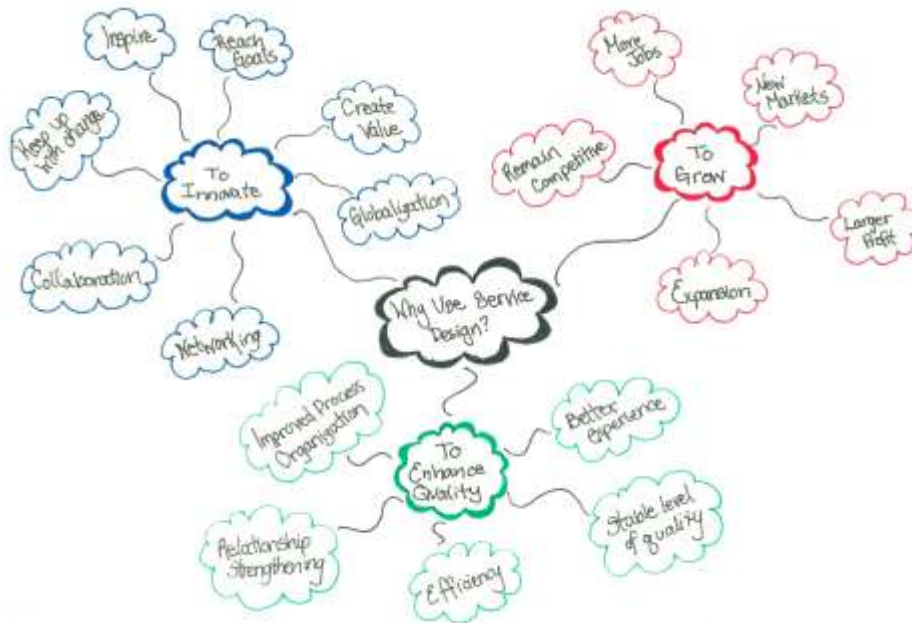 Inspire
Reach
Goals
Keep up
with change
Create
Value
To
Innovate
Globalization
Collaboration
Networking
More
Jobs
New
Markets
Remain
Competitive
To
Grow
Larger
Profit
Expansion
Why Use Service
Design?
Improved Process
Organization
Better
experience
To
Enhance
Quality
Relationship
Strengthening
Efficiency
Stable level
of quality